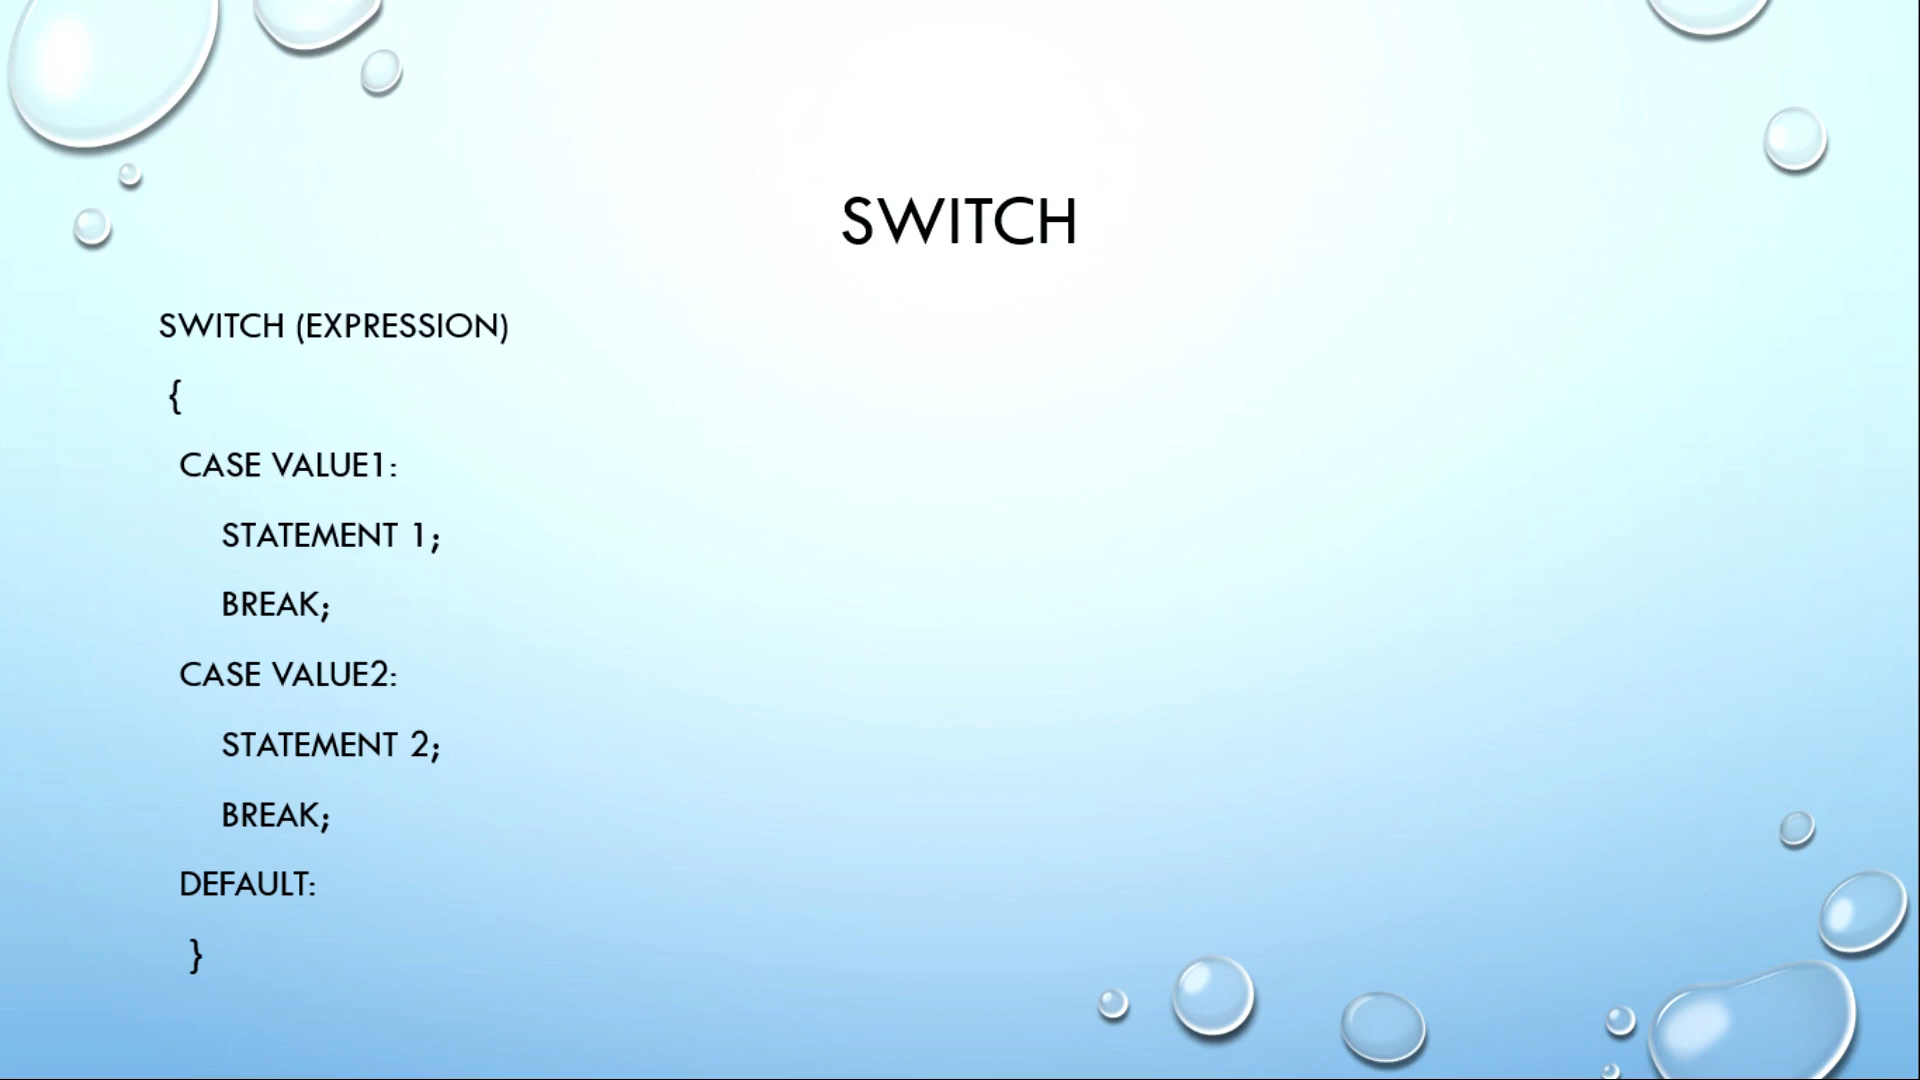 SWITCH
SWITCH (EXPRESSION)
{
CASE VALUE1:
STATEMENT 1;
BREAK;
CASE VALUE2:
STATEMENT 2;
BREAK;
DEFAULT:
}